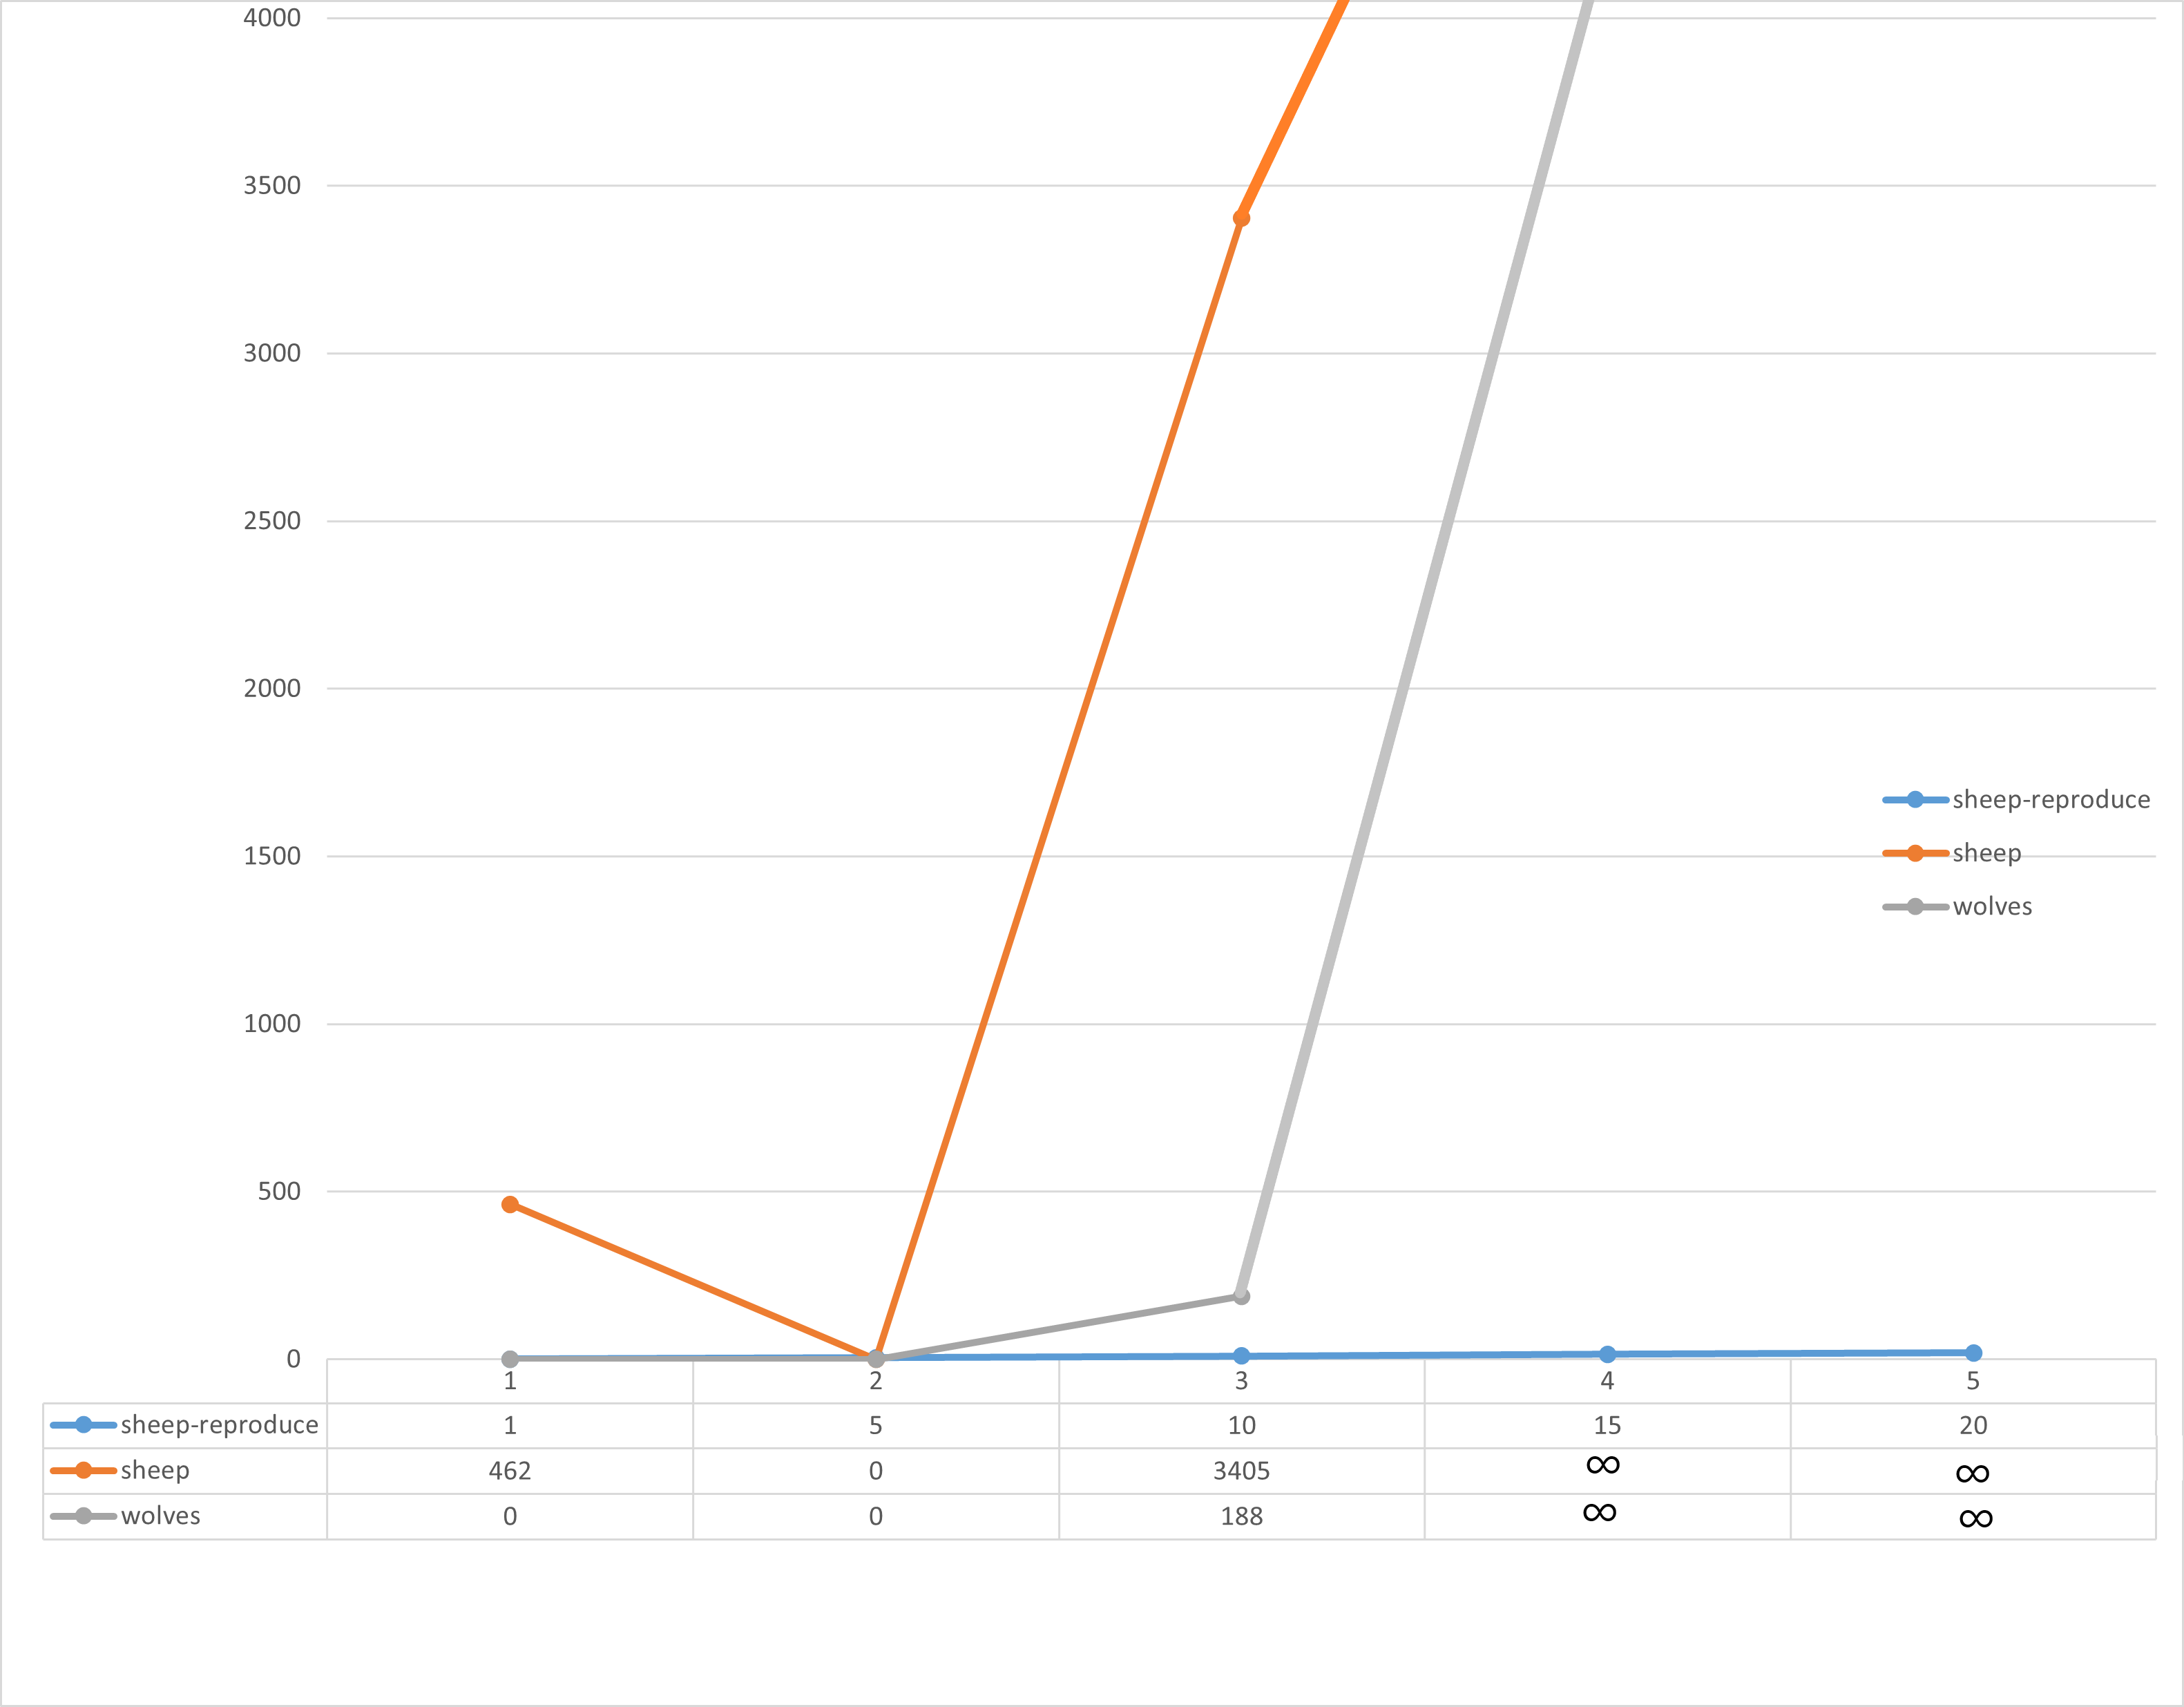 4000
3500
3000
2500
2000
1500
1000
500
0
sheep-reproduce
sheep
wolves
1 2 3 4 5
sheep-reproduce 1 5 10 15 20
sheep 462 0 3405 ∞ ∞
wolves 0 0 188 ∞ ∞